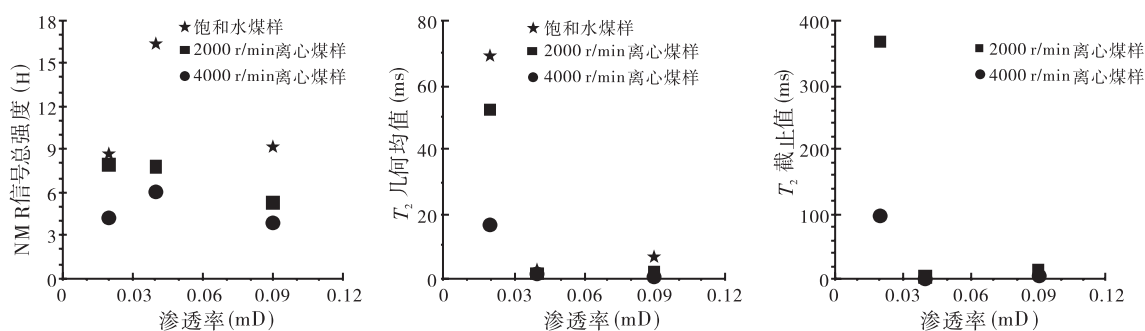 NMR信号总强度(H)
18
15
12
9
6
3
0
★饱和水煤样
■2000 r/min离心煤样
●4000 r/min离心煤样
0 0.03 0.06 0.09 0.12
渗透率(mD)
T₂ 几何均值(ms)
80
60
40
20
0
★饱和水煤样
■2000 r/min离心煤样
●4000 r/min离心煤样
0 0.03 0.06 0.09 0.12
渗透率(mD)
T₂ 截止值(ms)
400
300
200
100
0
■2000 r/min离心煤样
●4000 r/min离心煤样
0 0.03 0.06 0.09 0.12
渗透率(mD)